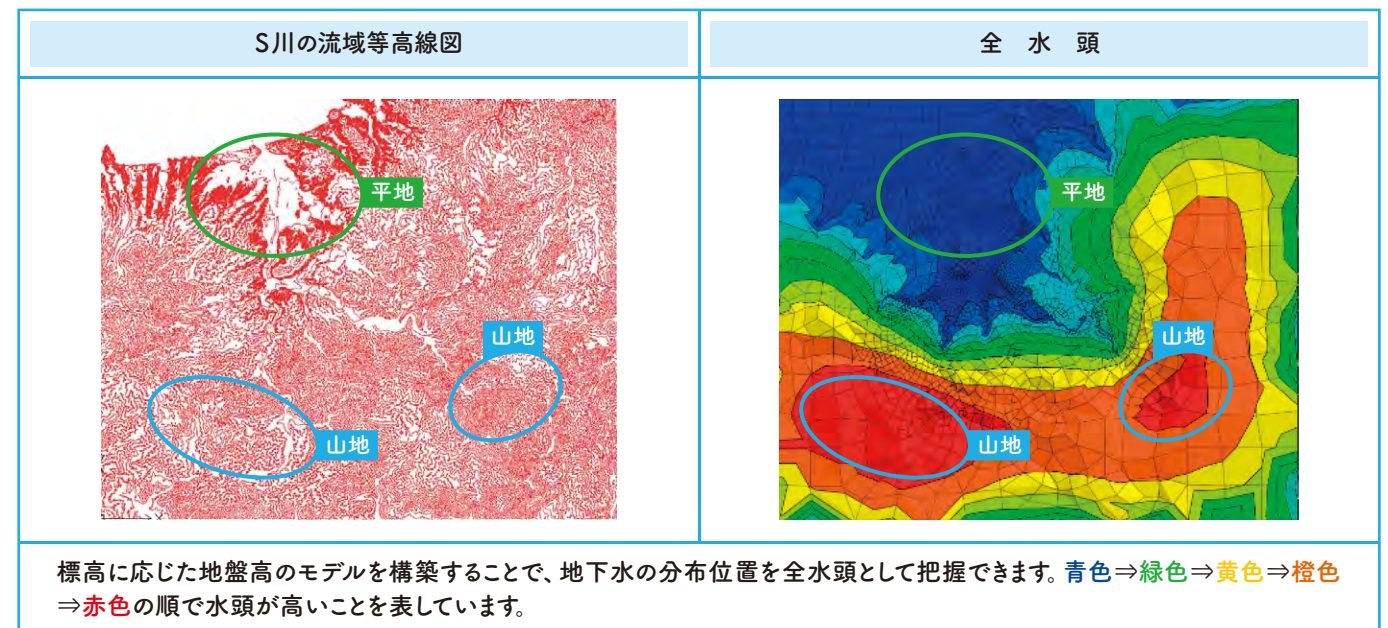 S川の流域等高線図
全 水 頭
平地
山地
山地
平地
山地
山地
標高に応じた地盤高のモデルを構築することで、地下水の分布位置を全水頭として把握できます。青色⇒緑色⇒黄色⇒橙色
⇒赤色の順で水頭が高いことを表しています。